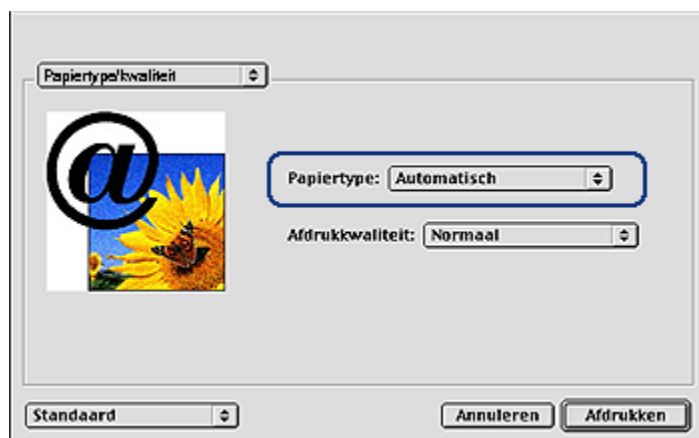 Papiertype/kwaliteit
@
Papiertype: Automatisch
Afdrukkwaliteit: Normaal
Standaard Annuleren Afdrukken